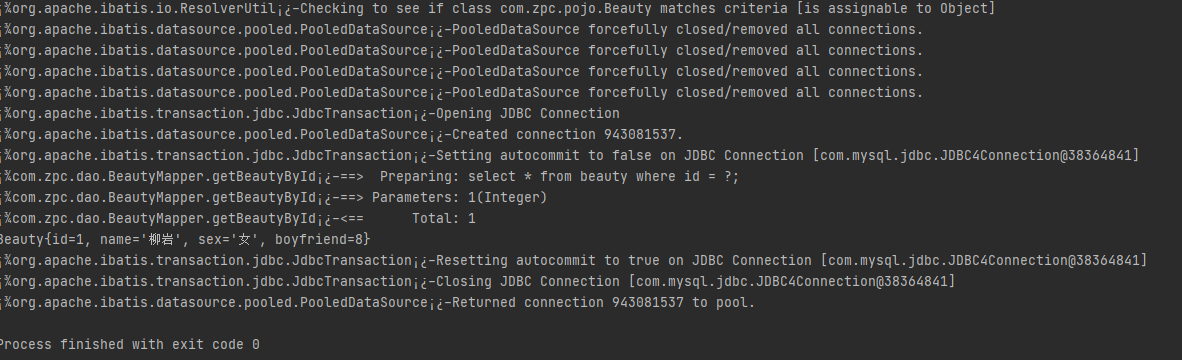 ¡%org.apache.ibatis.io.ResolverUtil¡¿-Checking to see if class com.zpc.pojo.Beauty matches criteria [is assignable to Object]
¡%org.apache.ibatis.datasource.pooled.PooledDataSource¡¿-PooledDataSource forcefully closed/removed all connections.
¡%org.apache.ibatis.datasource.pooled.PooledDataSource¡¿-PooledDataSource forcefully closed/removed all connections.
¡%org.apache.ibatis.datasource.pooled.PooledDataSource¡¿-PooledDataSource forcefully closed/removed all connections.
¡%org.apache.ibatis.datasource.pooled.PooledDataSource¡¿-PooledDataSource forcefully closed/removed all connections.
¡%org.apache.ibatis.transaction.jdbc.JdbcTransaction¡¿-Opening JDBC Connection
¡%org.apache.ibatis.datasource.pooled.PooledDataSource¡¿-Created connection 943081537.
¡%org.apache.ibatis.transaction.jdbc.JdbcTransaction¡¿-Setting autocommit to false on JDBC Connection [com.mysql.jdbc.JDBC4Connection@38364841]
¡%com.zpc.dao.BeautyMapper.getBeautyById¡¿-==>  Preparing: select * from beauty where id = ?;
¡%com.zpc.dao.BeautyMapper.getBeautyById¡¿-==> Parameters: 1(Integer)
¡%com.zpc.dao.BeautyMapper.getBeautyById¡¿-<==      Total: 1
Beauty{id=1, name='柳岩', sex='女', boyfriend=8}
¡%org.apache.ibatis.transaction.jdbc.JdbcTransaction¡¿-Resetting autocommit to true on JDBC Connection [com.mysql.jdbc.JDBC4Connection@38364841]
¡%org.apache.ibatis.transaction.jdbc.JdbcTransaction¡¿-Closing JDBC Connection [com.mysql.jdbc.JDBC4Connection@38364841]
¡%org.apache.ibatis.datasource.pooled.PooledDataSource¡¿-Returned connection 943081537 to pool.
Process finished with exit code 0